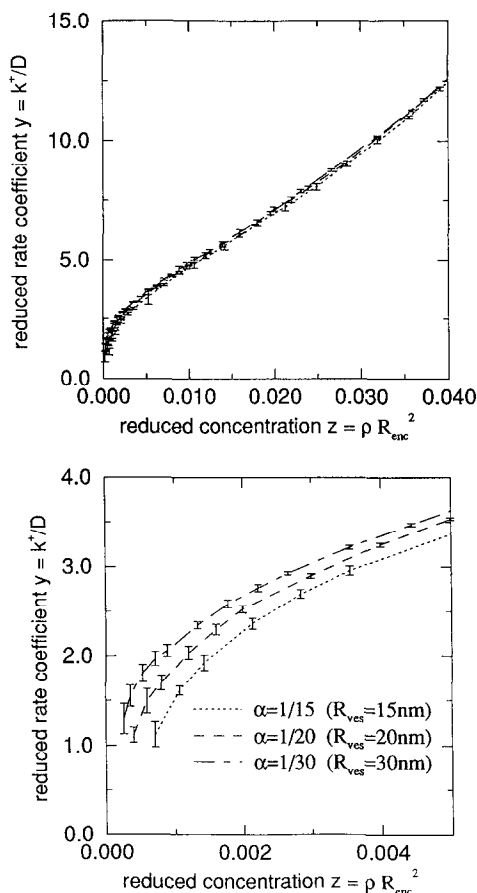 15.0
10.0
5.0
0.0
reduced rate coefficient y = k⁺/D
0.000 0.010 0.020 0.030 0.040
reduced concentration z = ρ R_enc²
4.0
3.0
2.0
1.0
0.0
reduced rate coefficient y = k⁺/D
α=1/15 (R_ves=15nm)
α=1/20 (R_ves=20nm)
α=1/30 (R_ves=30nm)
0.000 0.002 0.004
reduced concentration z = ρ R_enc²